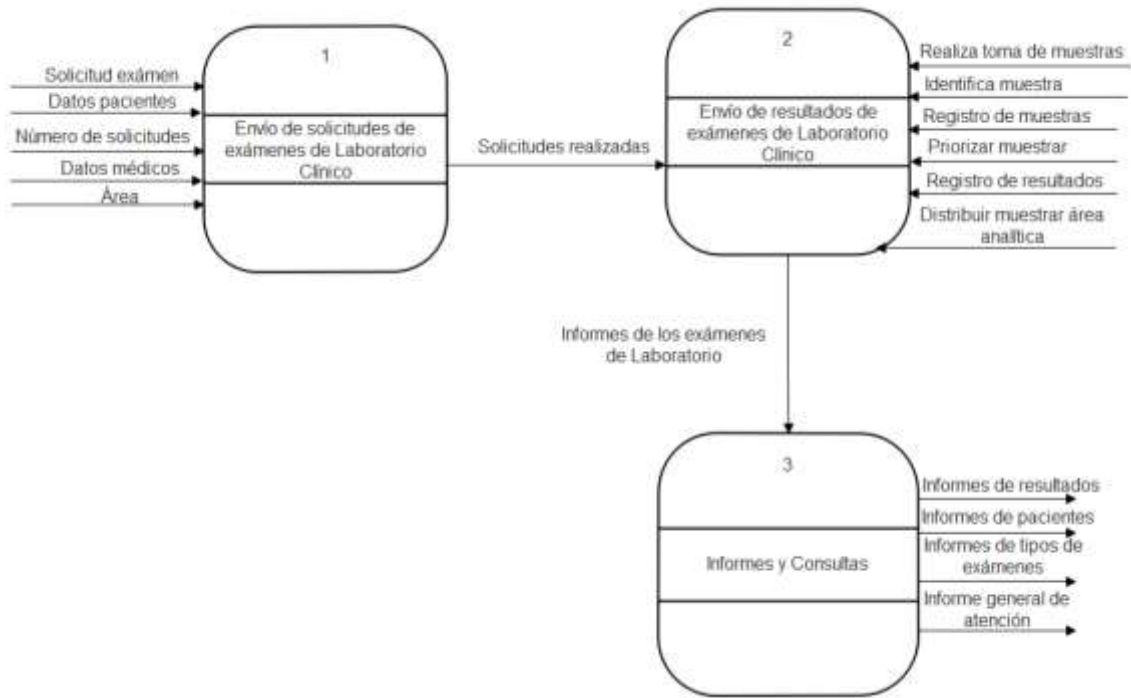 1
Solicitud exámen
Datos pacientes
Número de solicitudes
Datos médicos
Área
Envío de solicitudes de
exámenes de Laboratorio
Clínico
Solicitudes realizadas
2
Envío de resultados de
exámenes de Laboratorio
Clínico
Realiza toma de muestras
Identifica muestra
Registro de muestras
Priorizar muestrar
Registro de resultados
Distribuir muestrar área
analítica
Informes de los exámenes
de Laboratorio
3
Informes y Consultas
Informes de resultados
Informes de pacientes
Informes de tipos de
exámenes
Informe general de
atención